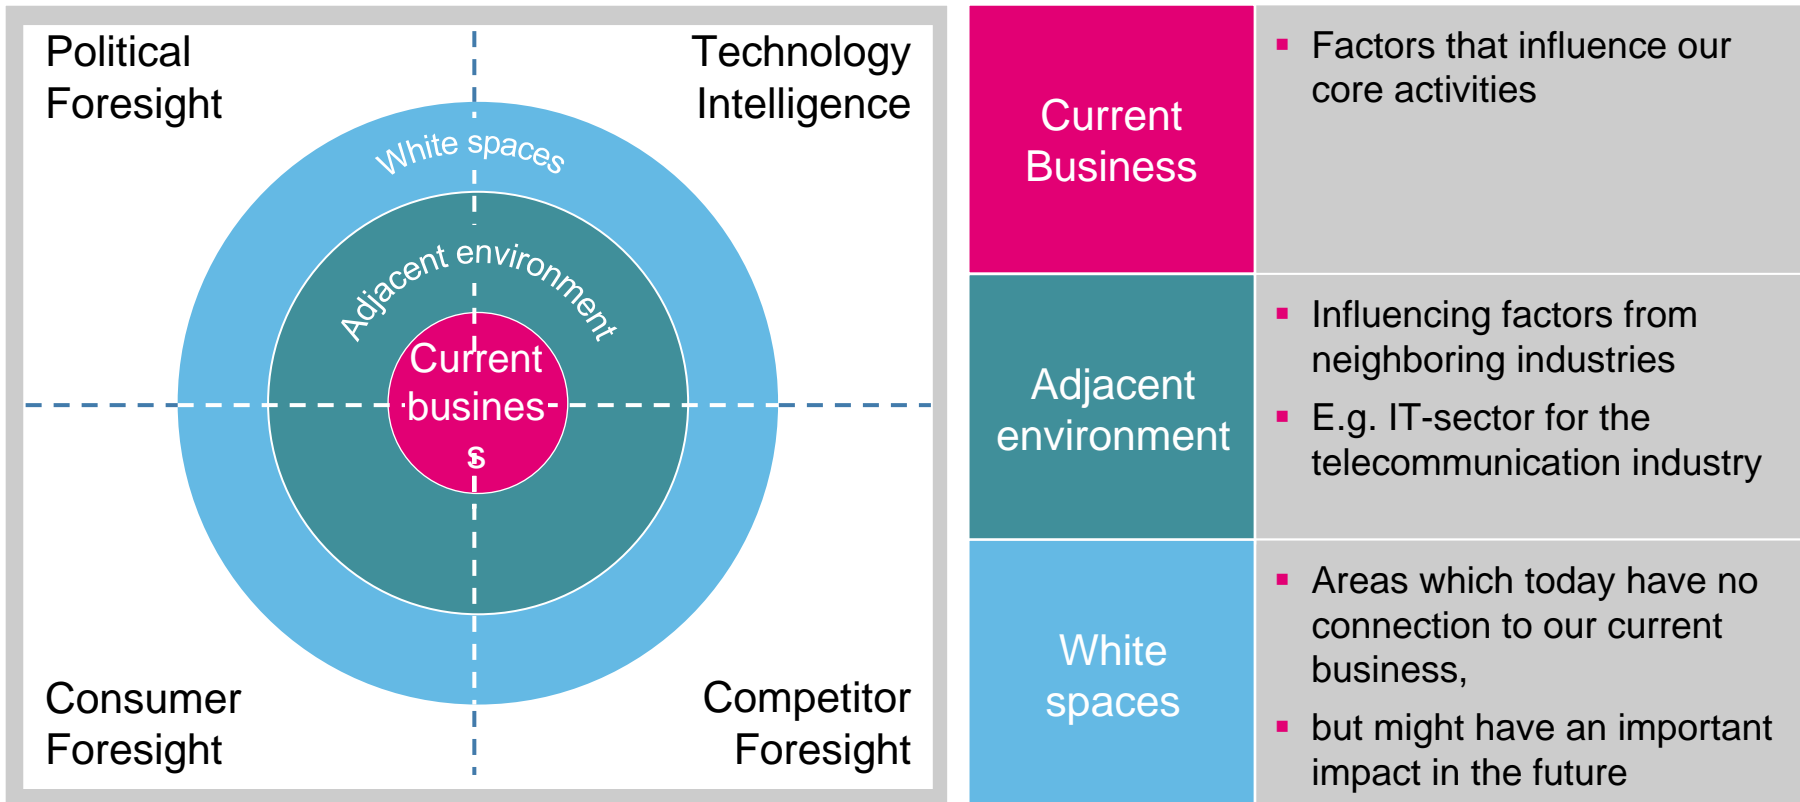 Political
Foresight
Technology
Intelligence
White spaces
Adjacent environment
Current
busines
s
Consumer
Foresight
Competitor
Foresight
Current
Business
▪ Factors that influence our
core activities
Adjacent
environment
▪ Influencing factors from
neighboring industries
▪ E.g. IT-sector for the
telecommunication industry
White
spaces
▪ Areas which today have no
connection to our current
business,
▪ but might have an important
impact in the future